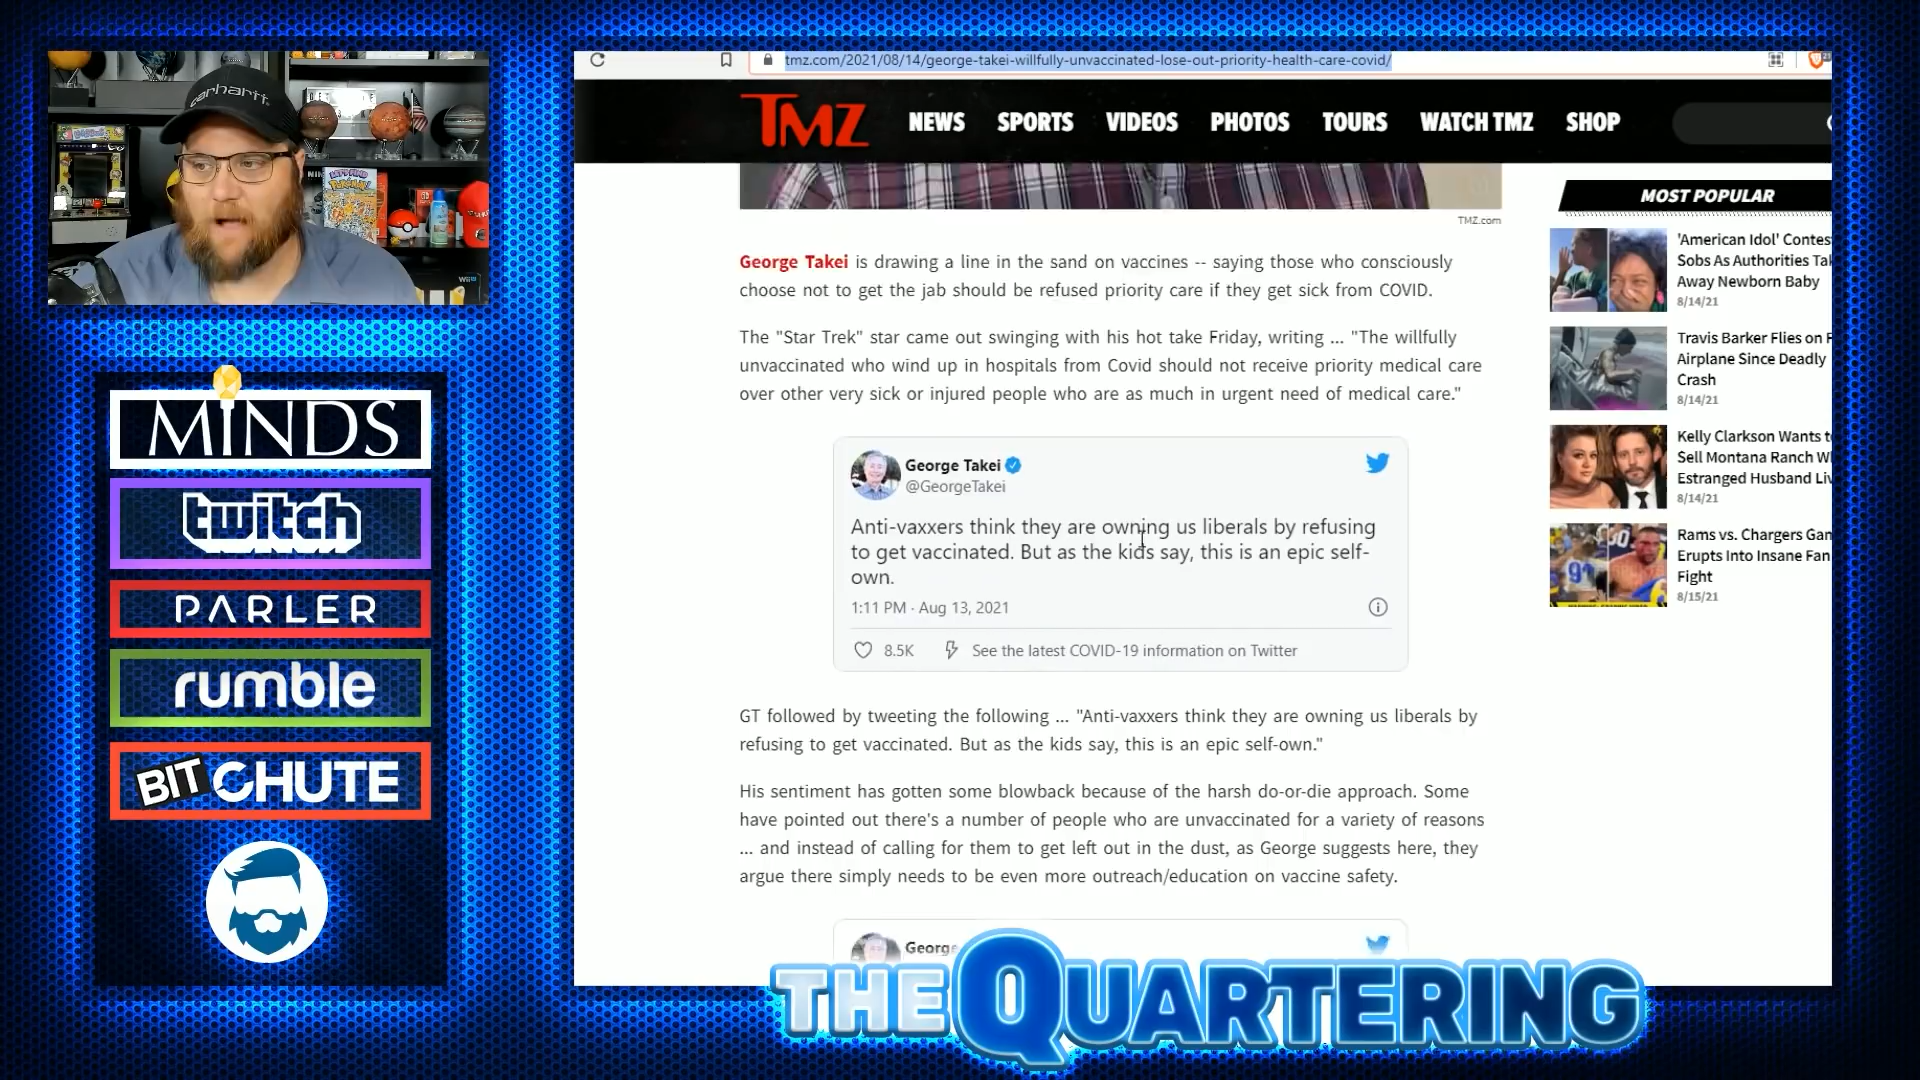 tmz.com/2021/08/14/george-takei-willfully-unvaccinated-lose-out-priority-health-care-covid/
TMZ NEWS SPORTS VIDEOS PHOTOS TOURS WATCH TMZ SHOP
carhartt
TMZ.com
George Takei is drawing a line in the sand on vaccines -- saying those who consciously
choose not to get the jab should be refused priority care if they get sick from COVID.
The "Star Trek" star came out swinging with his hot take Friday, writing ... "The willfully
unvaccinated who wind up in hospitals from Covid should not receive priority medical care
over other very sick or injured people who are as much in urgent need of medical care."
George Takei
@GeorgeTakei
Anti-vaxxers think they are owning us liberals by refusing
to get vaccinated. But as the kids say, this is an epic self-
own.
1:11 PM · Aug 13, 2021
8.5K See the latest COVID-19 information on Twitter
GT followed by tweeting the following ... "Anti-vaxxers think they are owning us liberals by
refusing to get vaccinated. But as the kids say, this is an epic self-own."
His sentiment has gotten some blowback because of the harsh do-or-die approach. Some
have pointed out there's a number of people who are unvaccinated for a variety of reasons
... and instead of calling for them to get left out in the dust, as George suggests here, they
argue there simply needs to be even more outreach/education on vaccine safety.
George
MOST POPULAR
'American Idol' Contes
Sobs As Authorities Tak
Away Newborn Baby
8/14/21
Travis Barker Flies on
Airplane Since Deadly
Crash
8/14/21
Kelly Clarkson Wants t
Sell Montana Ranch W
Estranged Husband Liv
8/14/21
Rams vs. Chargers Gam
Erupts Into Insane Fan
Fight
8/15/21
MINDS
twitch
PARLER
rumble
BITCHUTE
THE QUARTERING